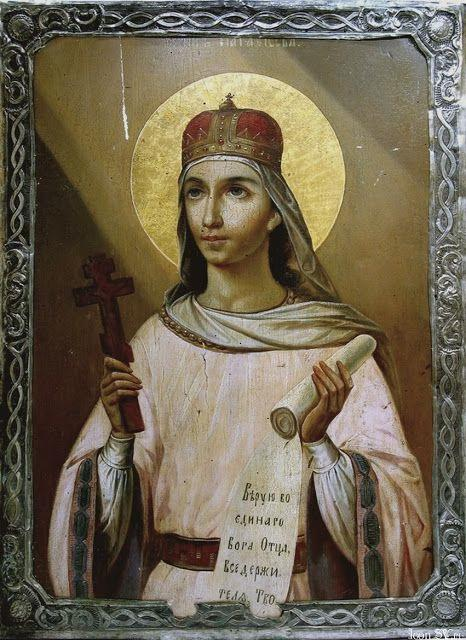 Вѣрую во
единаго
Бога Отца,
Вседержи-
теля, Тво